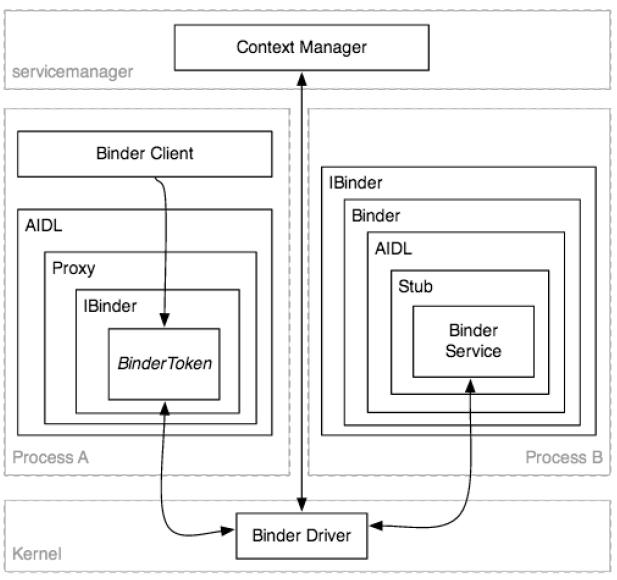 Context Manager
servicemanager
Binder Client
AIDL
Proxy
IBinder
BinderToken
Process A
IBinder
Binder
AIDL
Stub
Binder
Service
Process B
Binder Driver
Kernel